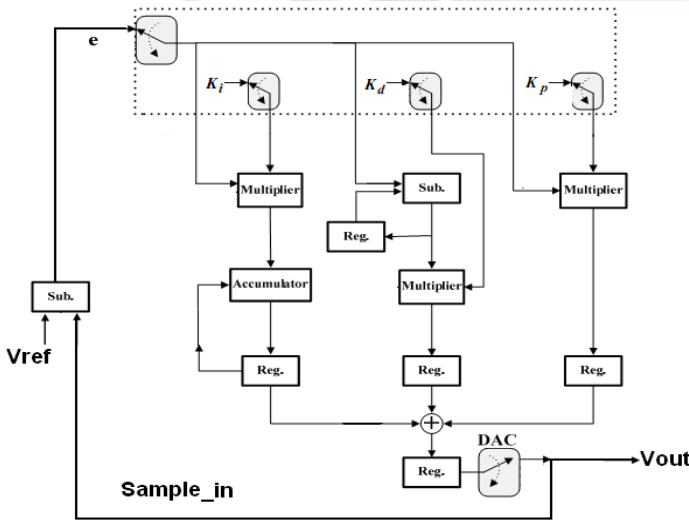 e
Ki
Kd
Kp
Multiplier
Sub.
Multiplier
Reg.
Accumulator
Multiplier
Sub.
Vref
Reg.
Reg.
Reg.
+
DAC
Reg.
Vout
Sample_in